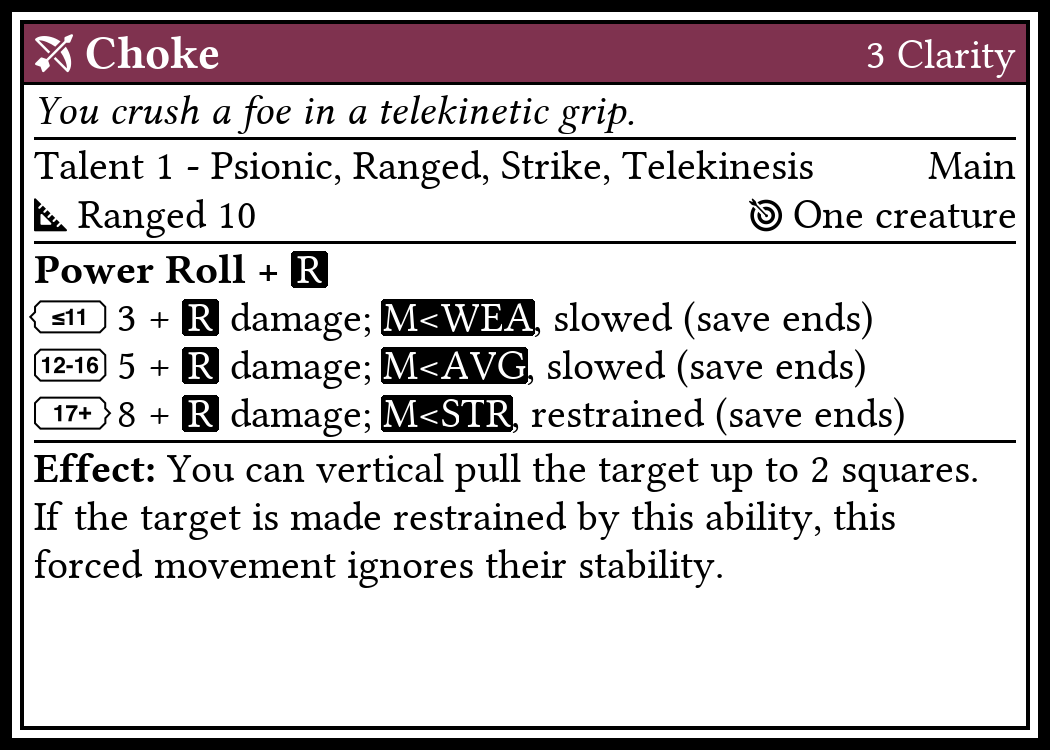 Choke 3 Clarity
You crush a foe in a telekinetic grip.
Talent 1 - Psionic, Ranged, Strike, Telekinesis Main
Ranged 10 One creature
Power Roll + R
≤11 3 + R damage; M<WEA, slowed (save ends)
12-16 5 + R damage; M<AVG, slowed (save ends)
17+ 8 + R damage; M<STR, restrained (save ends)
Effect: You can vertical pull the target up to 2 squares.
If the target is made restrained by this ability, this
forced movement ignores their stability.